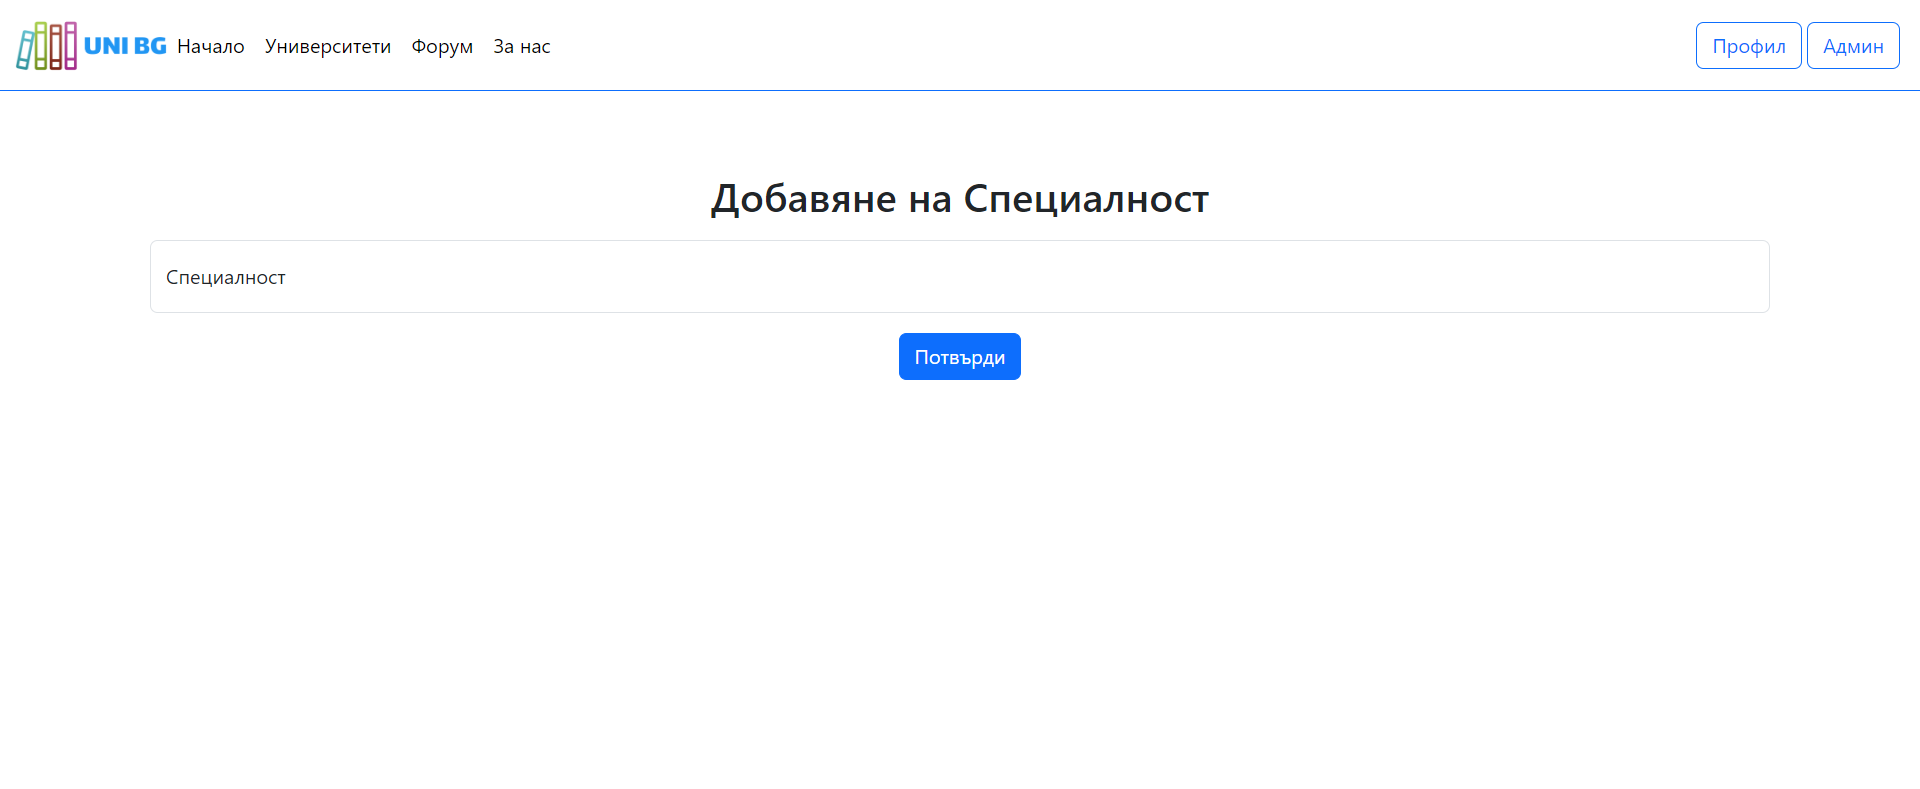 UNI BG Начало Университети Форум За нас Профил Админ
Добавяне на Специалност
Специалност
Потвърди